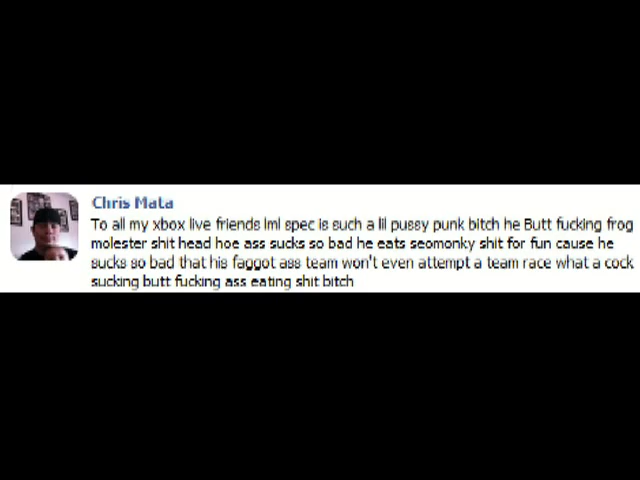 Chris Mata
To all my xbox live friends lml spec is such a lil pussy punk bitch he Butt fucking frog
molester shit head hoe ass sucks so bad he eats seomonky shit for fun cause he
sucks so bad that his faggot ass team won't even attempt a team race what a cock
sucking butt fucking ass eating shit bitch